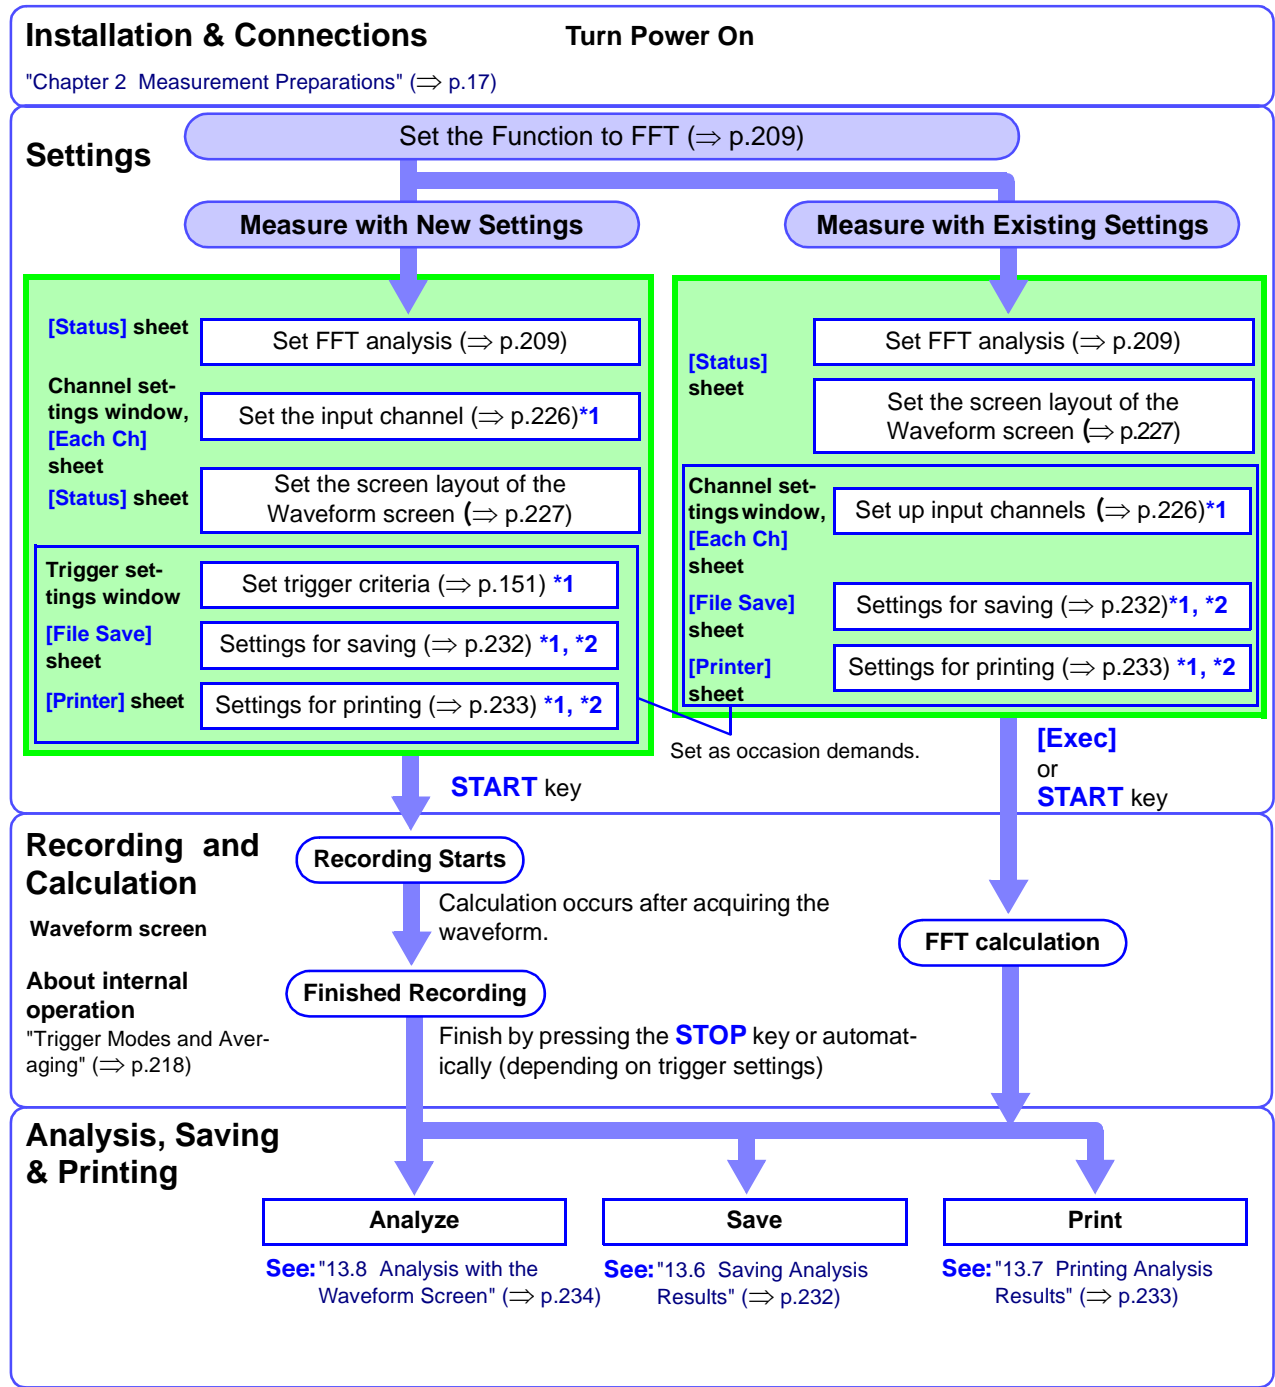 Installation & Connections
Turn Power On
"Chapter 2 Measurement Preparations" (⇒ p.17)
Settings
Set the Function to FFT (⇒ p.209)
Measure with New Settings
Measure with Existing Settings
[Status] sheet
Set FFT analysis (⇒ p.209)
Channel set-
tings window,
[Each Ch]
sheet
Set the input channel (⇒ p.226)*1
[Status] sheet
Set the screen layout of the
Waveform screen (⇒ p.227)
Trigger set-
tings window
Set trigger criteria (⇒ p.151) *1
[File Save]
sheet
Settings for saving (⇒ p.232) *1, *2
[Printer] sheet
Settings for printing (⇒ p.233) *1, *2
[Status]
sheet
Set FFT analysis (⇒ p.209)
Set the screen layout of the
Waveform screen (⇒ p.227)
Channel set-
tings window,
[Each Ch]
sheet
Set up input channels (⇒ p.226)*1
[File Save]
sheet
Settings for saving (⇒ p.232)*1, *2
[Printer]
sheet
Settings for printing (⇒ p.233) *1, *2
Set as occasion demands.
START key
[Exec]
or
START key
Recording and
Calculation
Waveform screen
About internal
operation
"Trigger Modes and Aver-
aging" (⇒ p.218)
Recording Starts
Calculation occurs after acquiring the
waveform.
Finished Recording
Finish by pressing the STOP key or automat-
ically (depending on trigger settings)
FFT calculation
Analysis, Saving
& Printing
Analyze
See: "13.8 Analysis with the
Waveform Screen" (⇒ p.234)
Save
See: "13.6 Saving Analysis
Results" (⇒ p.232)
Print
See: "13.7 Printing Analysis
Results" (⇒ p.233)